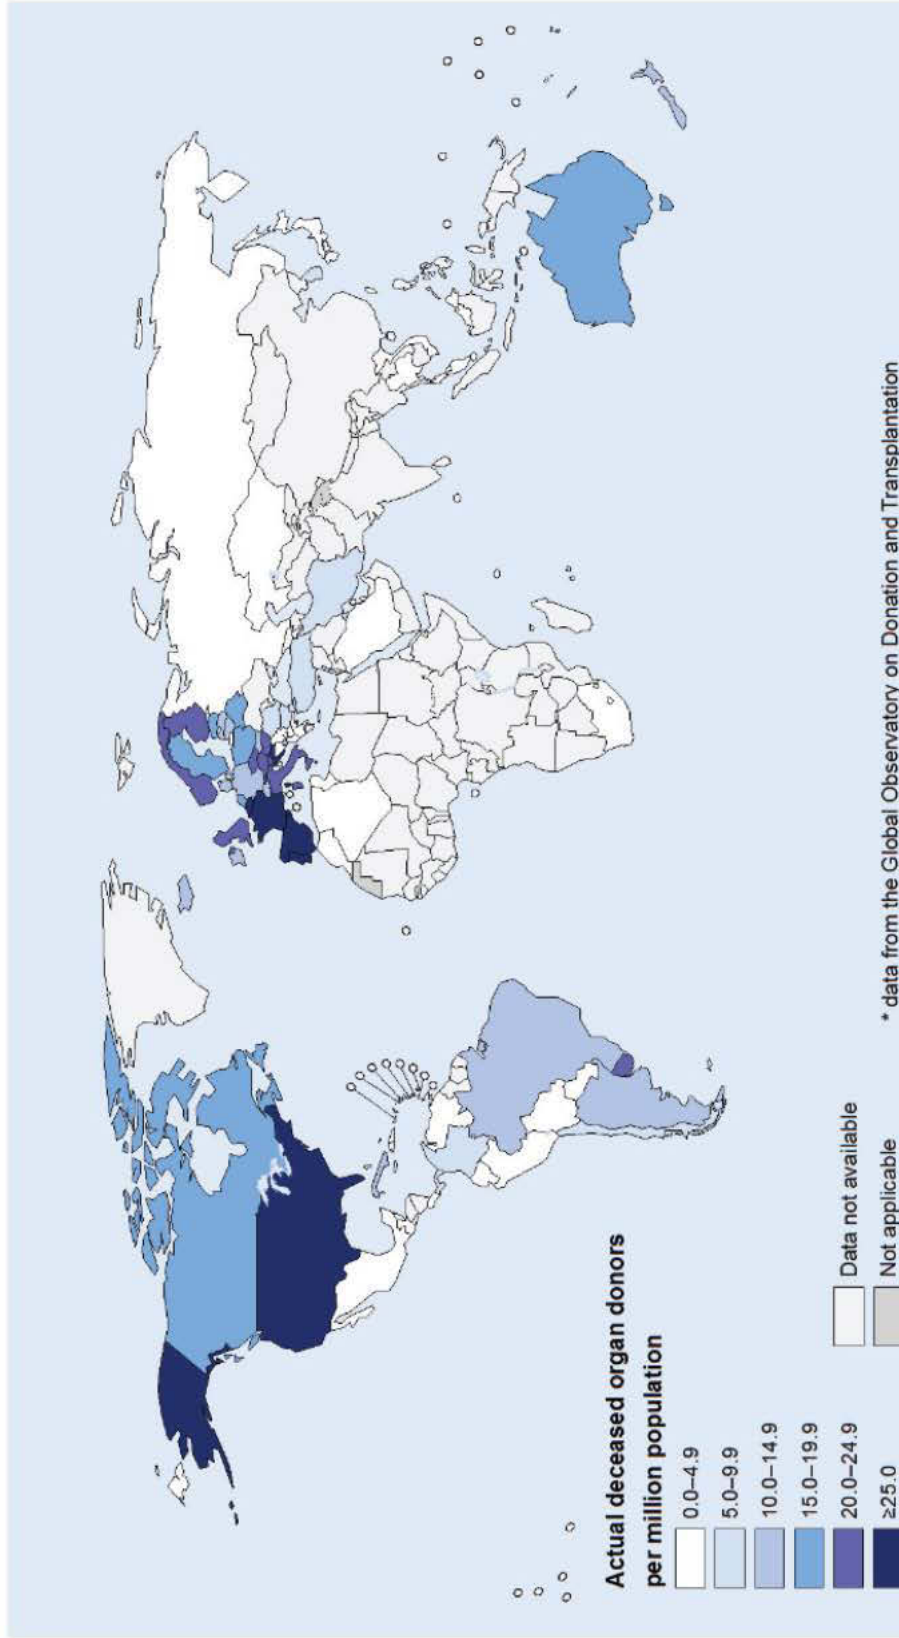 Actual deceased organ donors
per million population
0.0–4.9
5.0–9.9
10.0–14.9
15.0–19.9
20.0–24.9
≥25.0
Data not available
Not applicable
* data from the Global Observatory on Donation and Transplantation